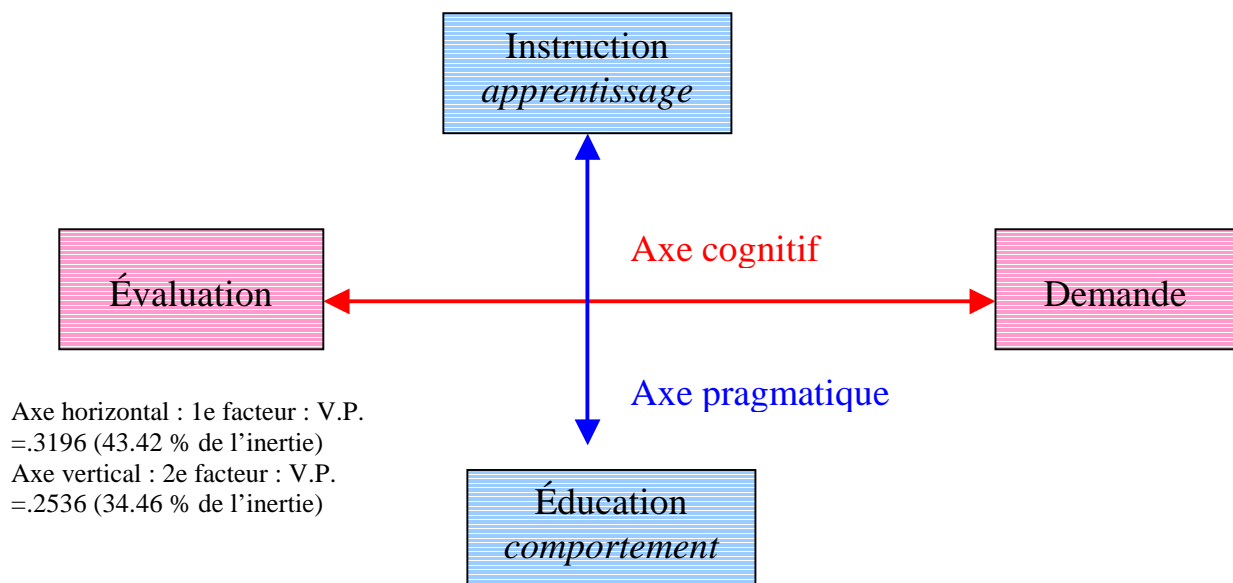 Instruction
apprentissage
Axe cognitif
Évaluation
Demande
Axe pragmatique
Axe horizontal : 1e facteur : V.P.
=.3196 (43.42 % de l’inertie)
Axe vertical : 2e facteur : V.P.
=.2536 (34.46 % de l’inertie)
Éducation
comportement